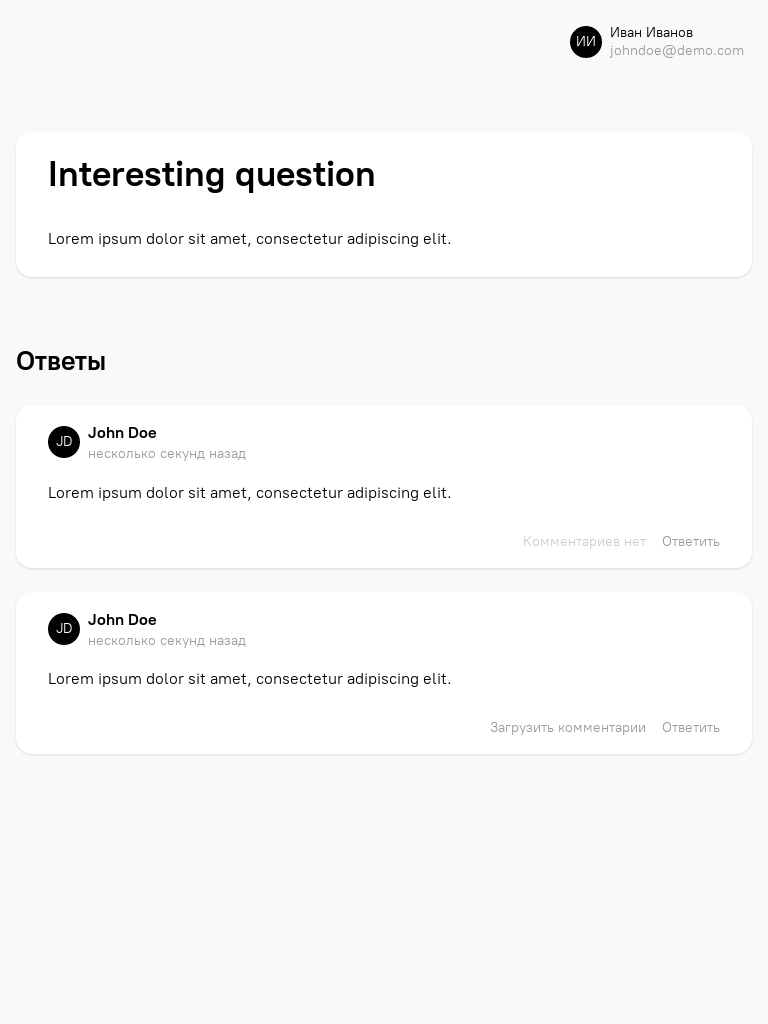 ИИ
Иван Иванов
johndoe@demo.com
Interesting question
Lorem ipsum dolor sit amet, consectetur adipiscing elit.
Ответы
JD
John Doe
несколько секунд назад
Lorem ipsum dolor sit amet, consectetur adipiscing elit.
Комментариев нет Ответить
JD
John Doe
несколько секунд назад
Lorem ipsum dolor sit amet, consectetur adipiscing elit.
Загрузить комментарии Ответить